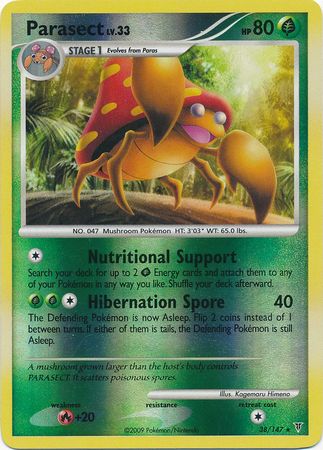 Parasect LV.33
HP 80
STAGE 1 Evolves from Paras
NO. 047 Mushroom Pokémon HT: 3'03" WT: 65.0 lbs.
Nutritional Support
Search your deck for up to 2 Energy cards and attach them to any
of your Pokémon in any way you like. Shuffle your deck afterward.
Hibernation Spore 40
The Defending Pokémon is now Asleep. Flip 2 coins instead of 1
between turns. If either of them is tails, the Defending Pokémon is still
Asleep.
A mushroom grown larger than the host's body controls
PARASECT. It scatters poisonous spores.
Illus. Kagemaru Himeno
weakness resistance retreat cost
+20
38/147 ★
©2009 Pokémon/Nintendo